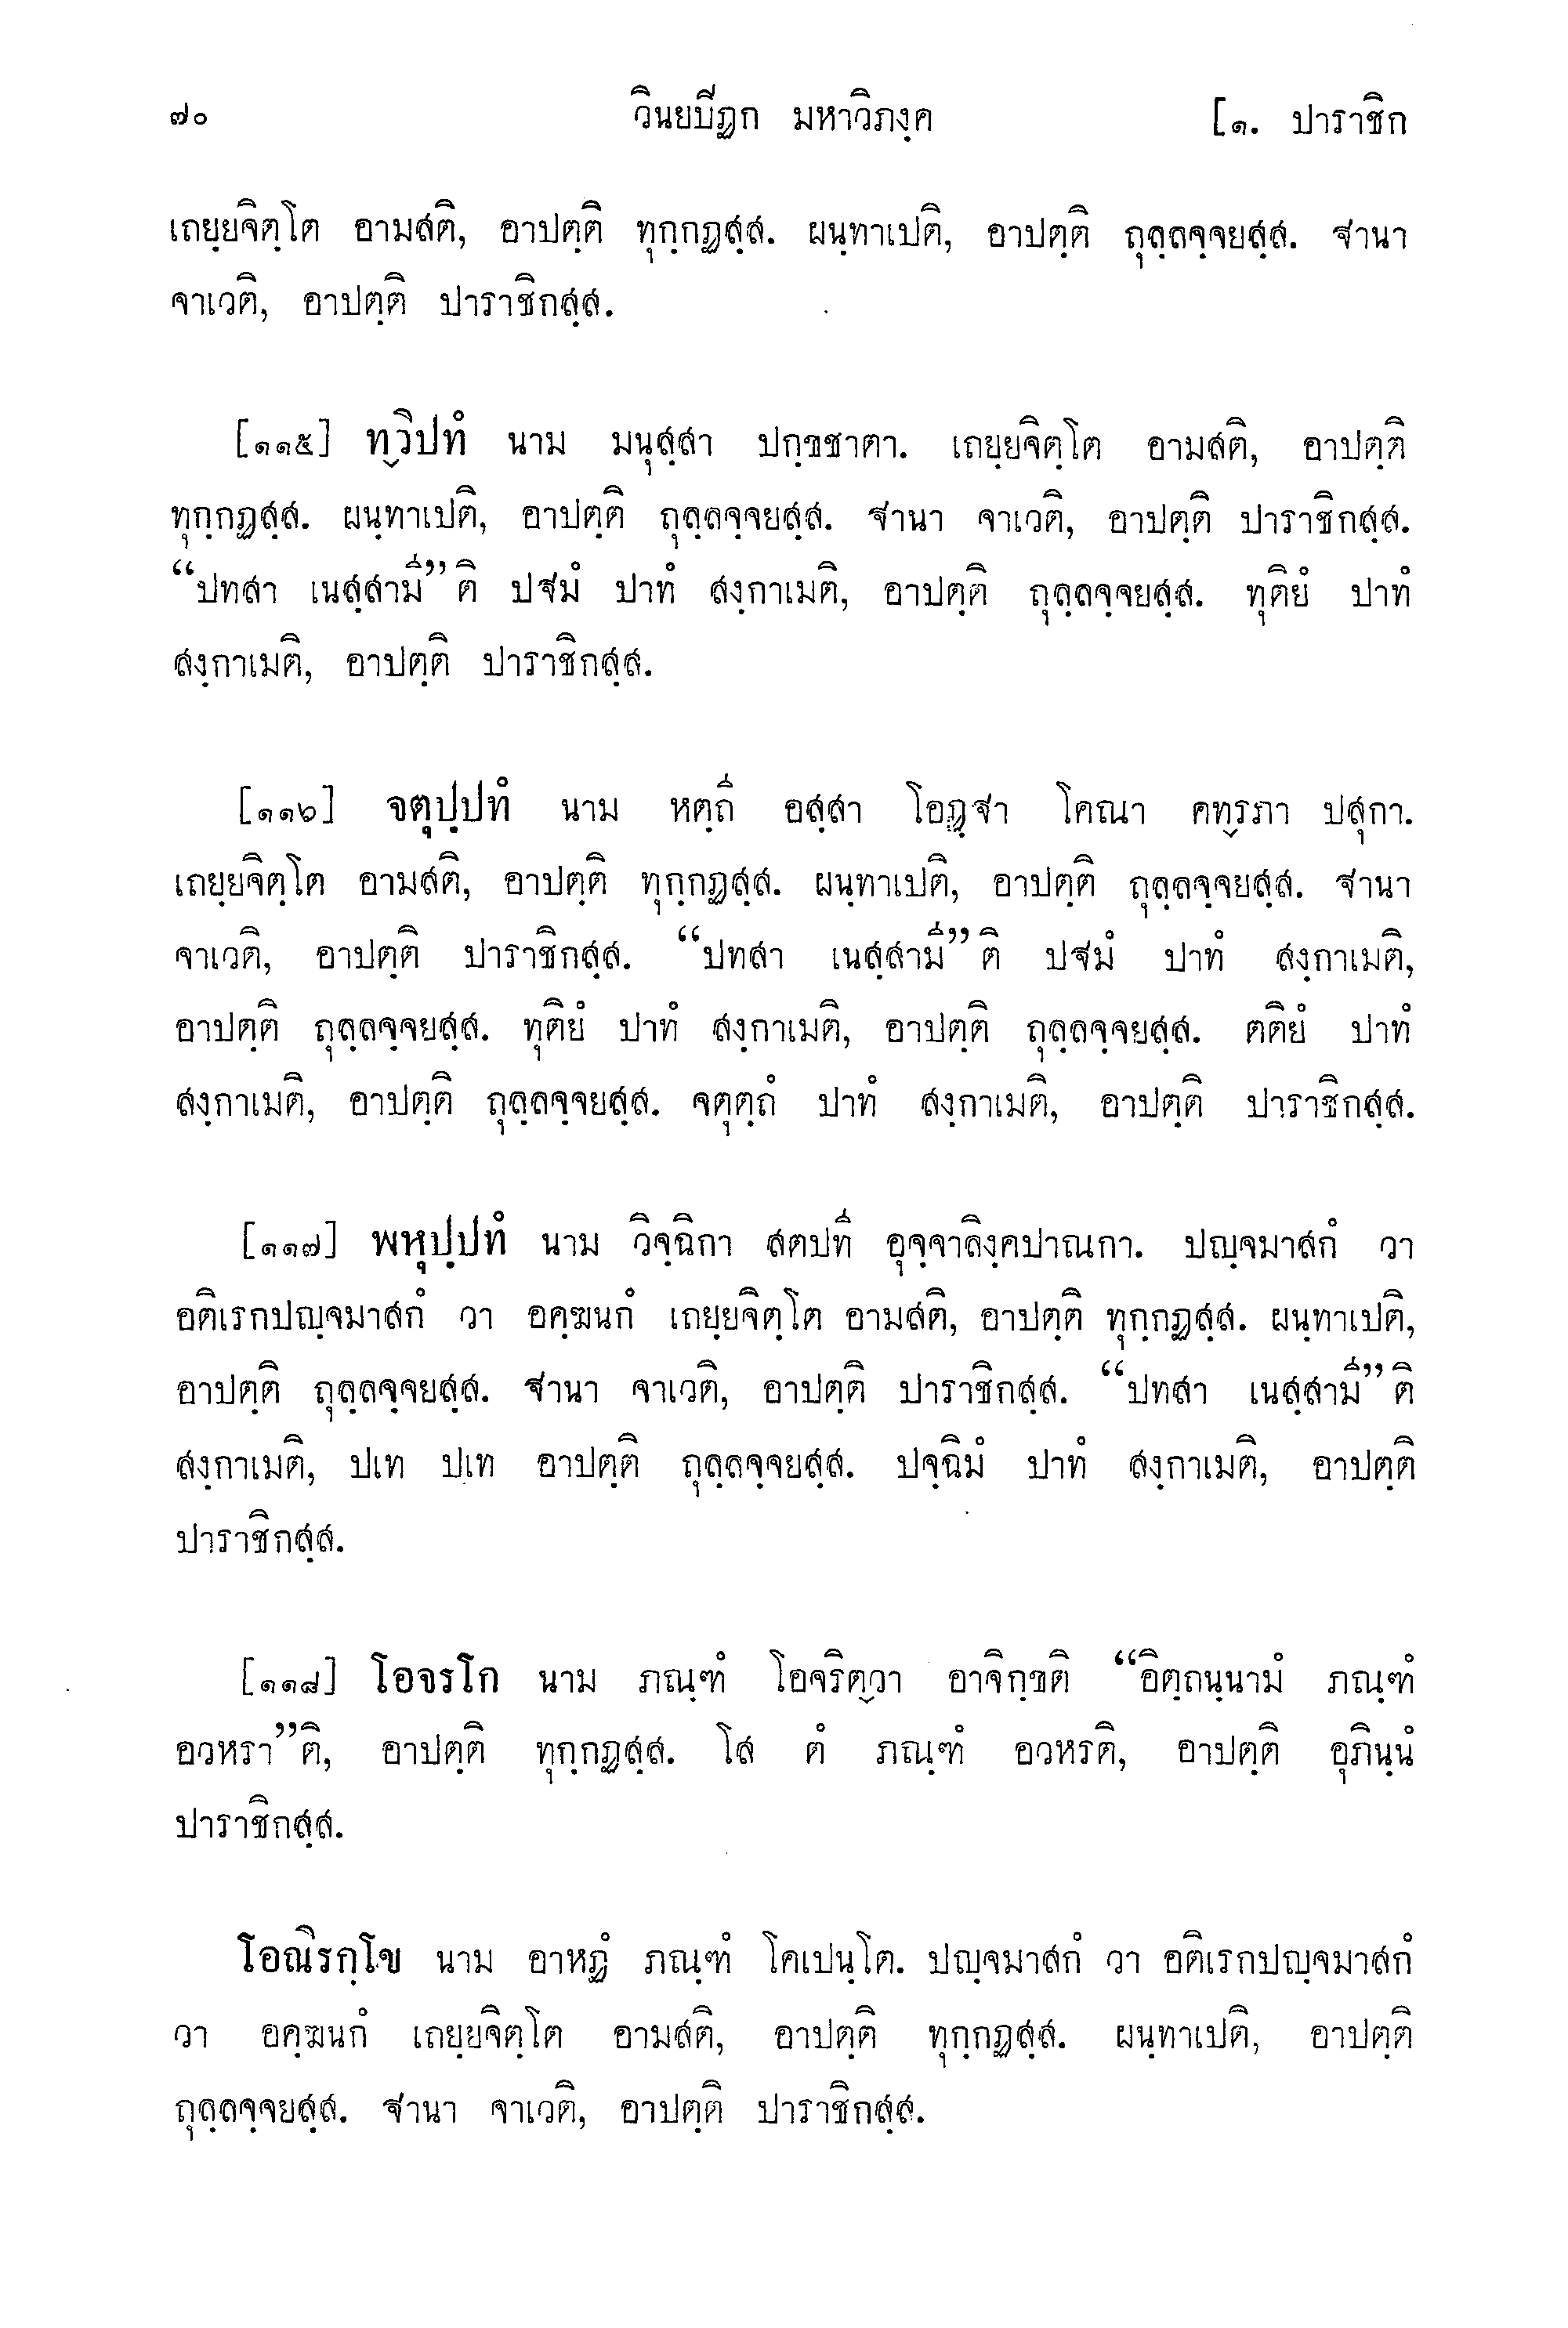 ๗๐ วินยปิฏก มหาวิภงฺค [๑. ปาราชิก
เถยฺยจิตฺโต อามสติ, อาปตฺติ ทุกฺกฏสฺส. ผนฺทาเปติ, อาปตฺติ ถุลฺลจฺจยสฺส. ฐานา
จาเวติ, อาปตฺติ ปาราชิกสฺส.
[๑๑๕] ทฺวิปทํ นาม มนุสฺสา ปกฺขชาตา. เถยฺยจิตฺโต อามสติ, อาปตฺติ
ทุกฺกฏสฺส. ผนฺทาเปติ, อาปตฺติ ถุลฺลจฺจยสฺส. ฐานา จาเวติ, อาปตฺติ ปาราชิกสฺส.
“ปทสา เนสฺสามี”ติ ปฐมํ ปาทํ สงฺกาเมติ, อาปตฺติ ถุลฺลจฺจยสฺส. ทุติยํ ปาทํ
สงฺกาเมติ, อาปตฺติ ปาราชิกสฺส.
[๑๑๖] จตุปฺปทํ นาม หตฺถี อสฺสา โอฏฺฐา โคณา คทฺรภา ปสุกา.
เถยฺยจิตฺโต อามสติ, อาปตฺติ ทุกฺกฏสฺส. ผนฺทาเปติ, อาปตฺติ ถุลฺลจฺจยสฺส. ฐานา
จาเวติ, อาปตฺติ ปาราชิกสฺส. “ปทสา เนสฺสามี”ติ ปฐมํ ปาทํ สงฺกาเมติ,
อาปตฺติ ถุลฺลจฺจยสฺส. ทุติยํ ปาทํ สงฺกาเมติ, อาปตฺติ ถุลฺลจฺจยสฺส. ตติยํ ปาทํ
สงฺกาเมติ, อาปตฺติ ถุลฺลจฺจยสฺส. จตุตฺถํ ปาทํ สงฺกาเมติ, อาปตฺติ ปาราชิกสฺส.
[๑๑๗] พหุปฺปทํ นาม วิจฺฉิกา สตปที อุจฺจาลิงฺคปาณกา. ปญฺจมาสกํ วา
อติเรกปญฺจมาสกํ วา อคฺฆนกํ เถยฺยจิตฺโต อามสติ, อาปตฺติ ทุกฺกฏสฺส. ผนฺทาเปติ,
อาปตฺติ ถุลฺลจฺจยสฺส. ฐานา จาเวติ, อาปตฺติ ปาราชิกสฺส. “ปทสา เนสฺสามี”ติ
สงฺกาเมติ, ปเท ปเท อาปตฺติ ถุลฺลจฺจยสฺส. ปจฺฉิมํ ปาทํ สงฺกาเมติ, อาปตฺติ
ปาราชิกสฺส.
[๑๑๘] โอจรโก นาม ภณฺฑํ โอจริตฺวา อาจิกฺขติ “อิตฺถนฺนามํ ภณฺฑํ
อวหรา”ติ, อาปตฺติ ทุกฺกฏสฺส. โส ตํ ภณฺฑํ อวหรติ, อาปตฺติ อุภินฺนํ
ปาราชิกสฺส.
โอณิรกฺโข นาม อาหฏํ ภณฺฑํ โคเปนฺโต. ปญฺจมาสกํ วา อติเรกปญฺจมาสกํ
วา อคฺฆนกํ เถยฺยจิตฺโต อามสติ, อาปตฺติ ทุกฺกฏสฺส. ผนฺทาเปติ, อาปตฺติ
ถุลฺลจฺจยสฺส. ฐานา จาเวติ, อาปตฺติ ปาราชิกสฺส.